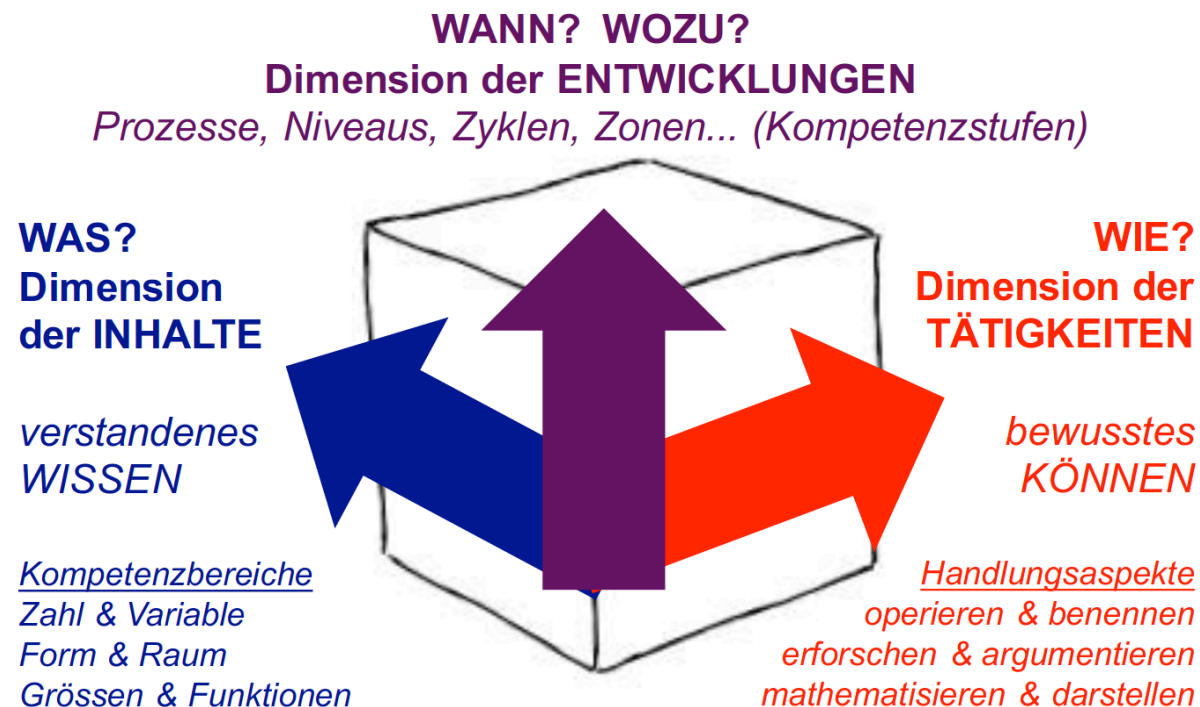 WANN? WOZU?
Dimension der ENTWICKLUNGEN
Prozesse, Niveaus, Zyklen, Zonen... (Kompetenzstufen)
WAS?
Dimension
der INHALTE
verstandenes
WISSEN
Kompetenzbereiche
Zahl & Variable
Form & Raum
Grössen & Funktionen
WIE?
Dimension der
TÄTIGKEITEN
bewusstes
KÖNNEN
Handlungsaspekte
operieren & benennen
erforschen & argumentieren
mathematisieren & darstellen